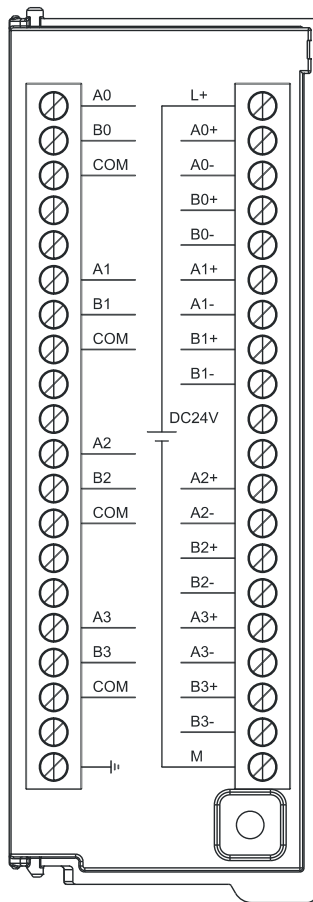 A0
B0
COM
A1
B1
COM
A2
B2
COM
A3
B3
COM
L+
A0+
A0-
B0+
B0-
A1+
A1-
B1+
B1-
DC24V
A2+
A2-
B2+
B2-
A3+
A3-
B3+
B3-
M